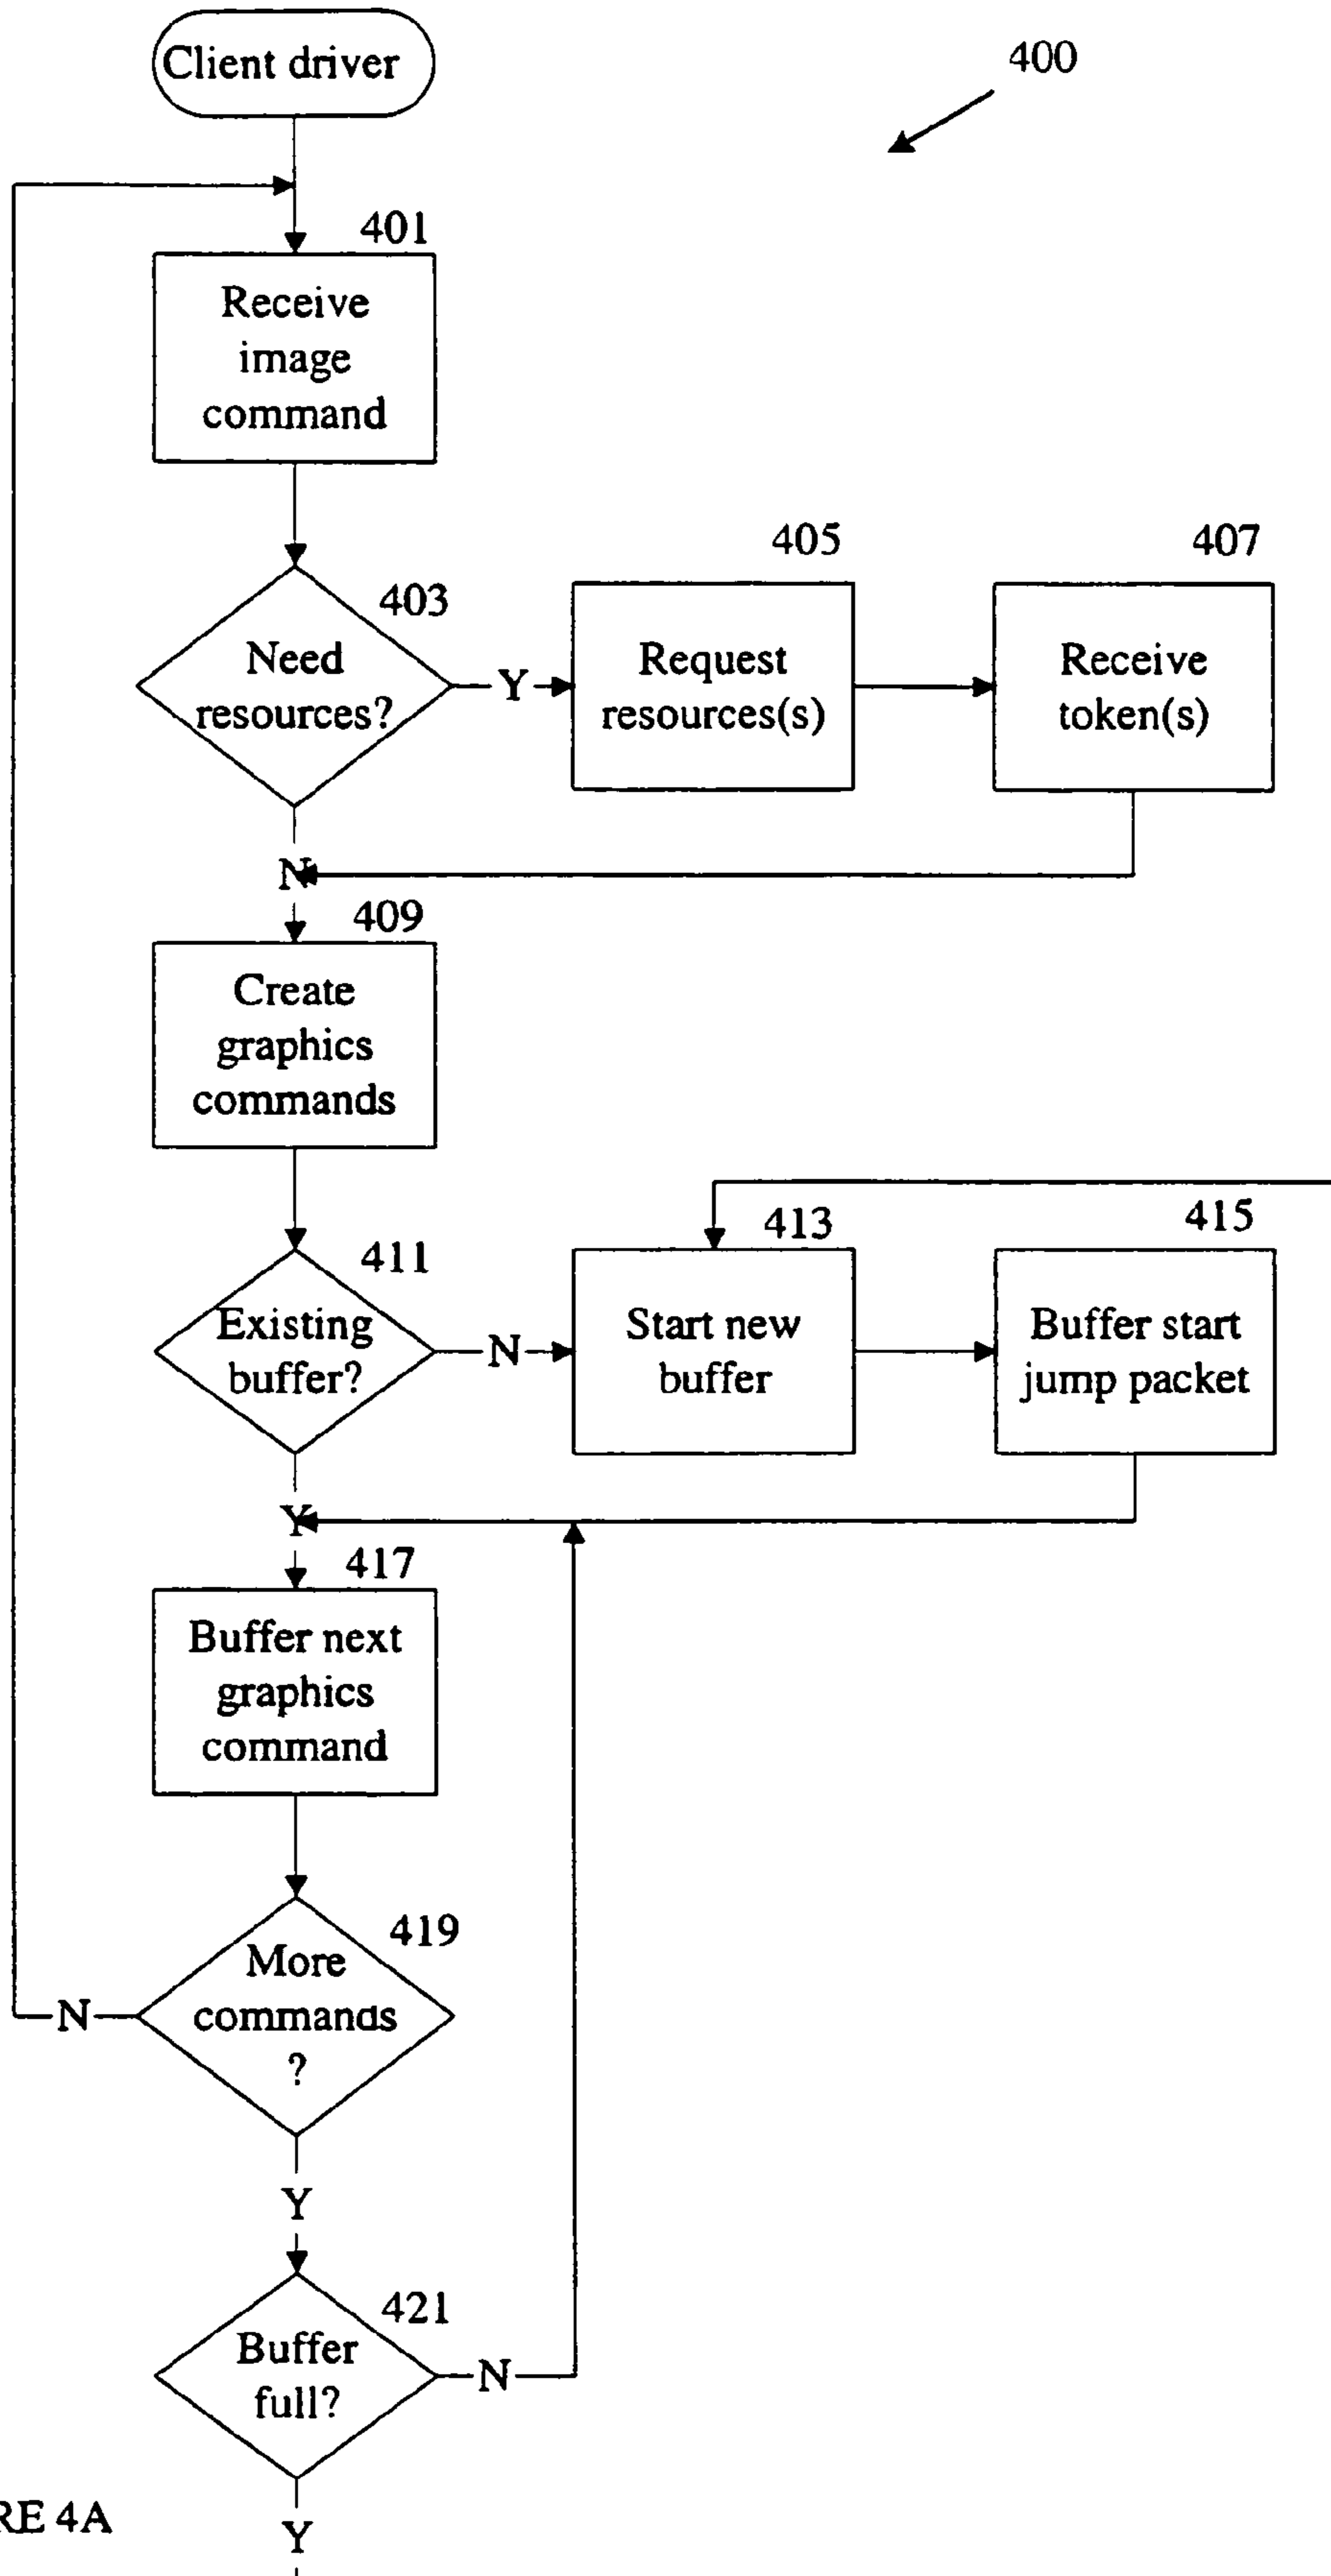 Client driver
400
401
Receive
image
command
403
Need
resources?
Y
405
Request
resources(s)
407
Receive
token(s)
N
409
Create
graphics
commands
411
Existing
buffer?
N
413
Start new
buffer
415
Buffer start
jump packet
Y
417
Buffer next
graphics
command
419
More
commands
?
N
Y
421
Buffer
full?
N
RE 4A
Y